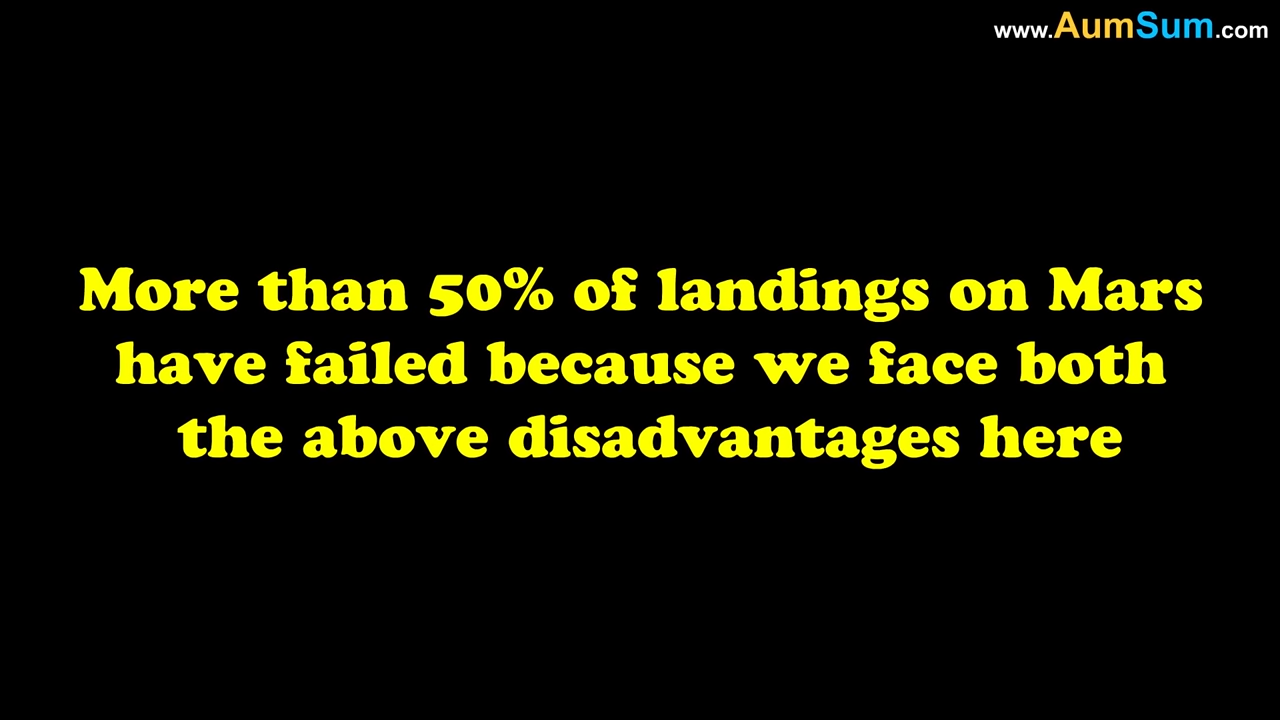 www.AumSum.com
More than 50% of landings on Mars
have failed because we face both
the above disadvantages here